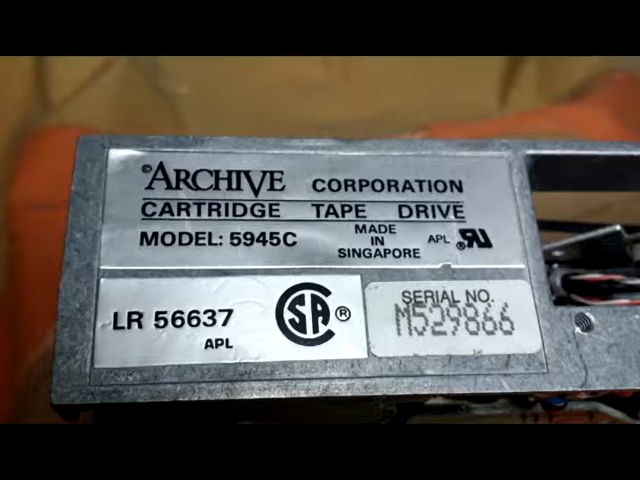 ©ARCHIVE CORPORATION
CARTRIDGE TAPE DRIVE
MODEL: 5945C
MADE
IN
SINGAPORE
APL
LR 56637
APL
SA ®
SERIAL NO.
M529866